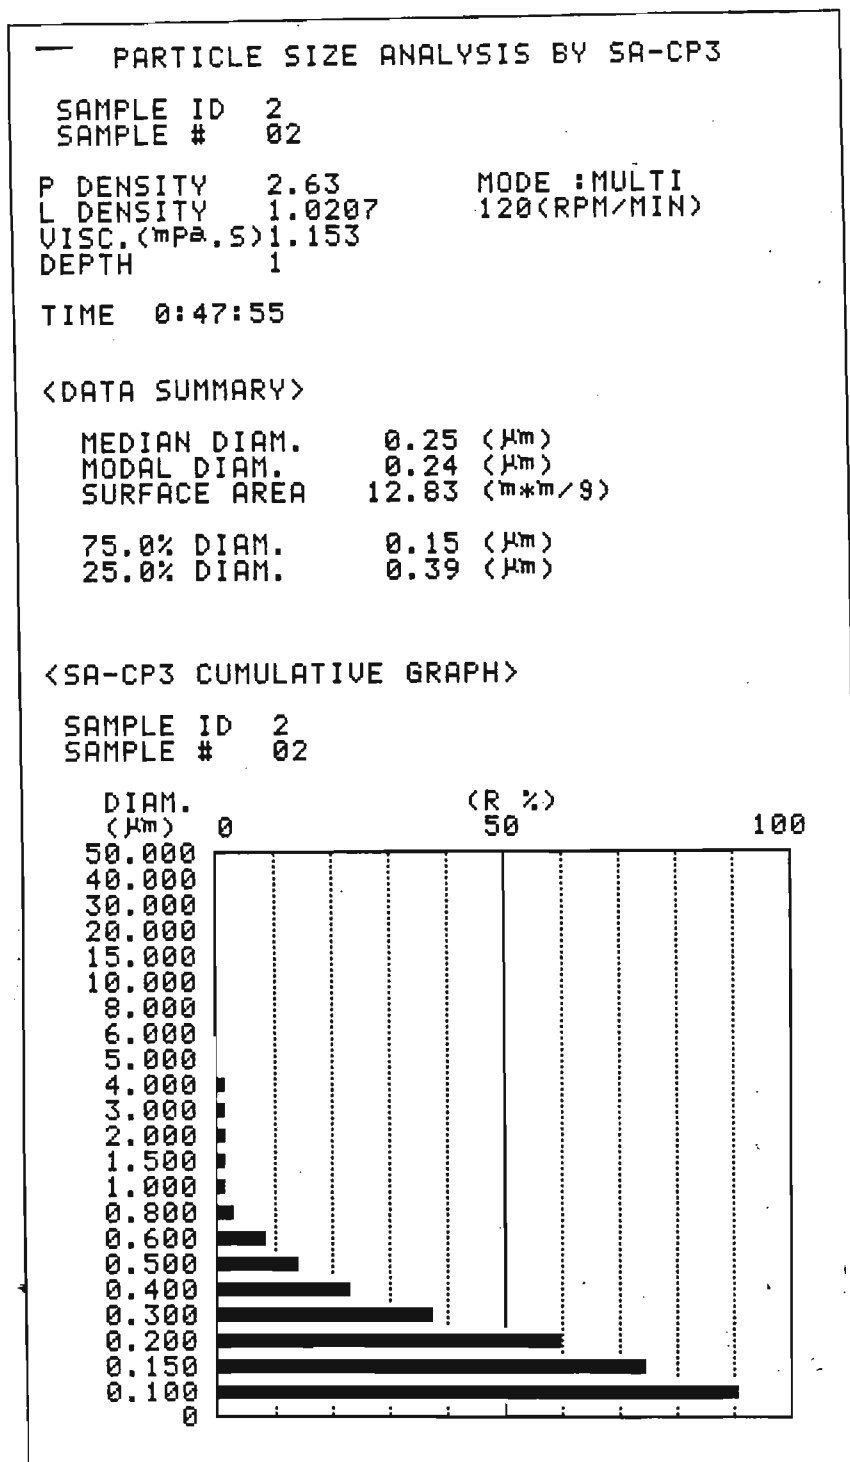 PARTICLE SIZE ANALYSIS BY SA-CP3
SAMPLE ID 2
SAMPLE # 02
P DENSITY 2.63 MODE :MULTI
L DENSITY 1.0207 120(RPM/MIN)
VISC.(mPa.S)1.153
DEPTH 1
TIME 0:47:55
<DATA SUMMARY>
MEDIAN DIAM. 0.25 (μm)
MODAL DIAM. 0.24 (μm)
SURFACE AREA 12.83 (m*m/g)
75.0% DIAM. 0.15 (μm)
25.0% DIAM. 0.39 (μm)
<SA-CP3 CUMULATIVE GRAPH>
SAMPLE ID 2
SAMPLE # 02
DIAM. (R %)
(μm) 0 50 100
50.000
40.000
30.000
20.000
15.000
10.000
8.000
6.000
5.000
4.000
3.000
2.000
1.500
1.000
0.800
0.600
0.500
0.400
0.300
0.200
0.150
0.100
0